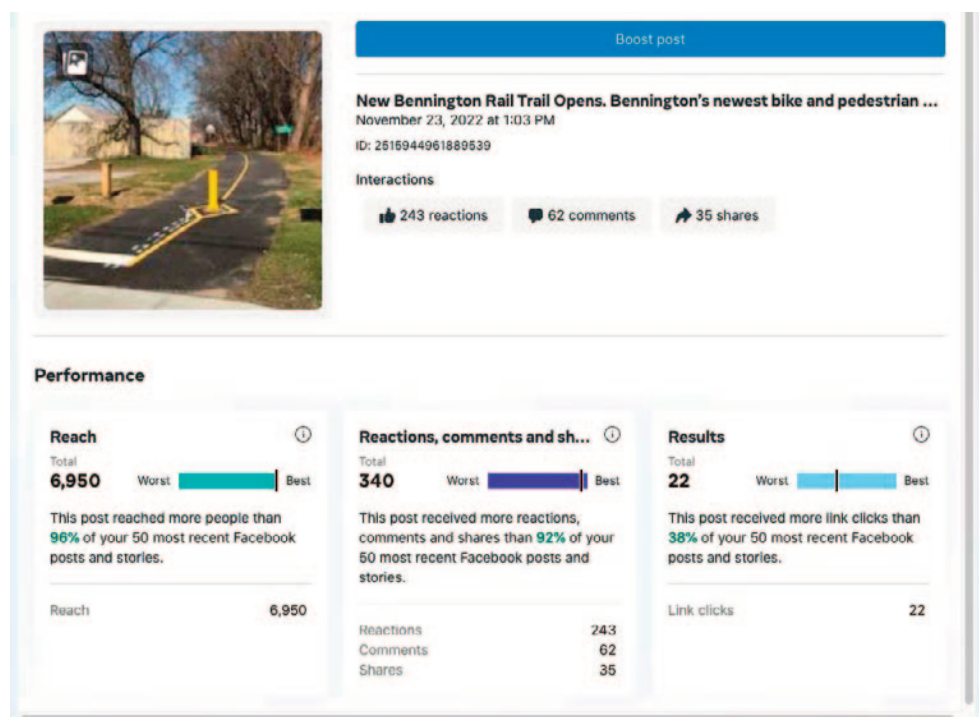 Boost post
New Bennington Rail Trail Opens. Bennington's newest bike and pedestrian ...
November 23, 2022 at 1:03 PM
ID: 2515944961889539
Interactions
243 reactions 62 comments 35 shares
Performance
Reach
Total
6,950 Worst Best
This post reached more people than
96% of your 50 most recent Facebook
posts and stories.
Reach 6,950
Reactions, comments and sh...
Total
340 Worst Best
This post received more reactions,
comments and shares than 92% of your
50 most recent Facebook posts and
stories.
Reactions 243
Comments 62
Shares 35
Results
Total
22 Worst Best
This post received more link clicks than
38% of your 50 most recent Facebook
posts and stories.
Link clicks 22